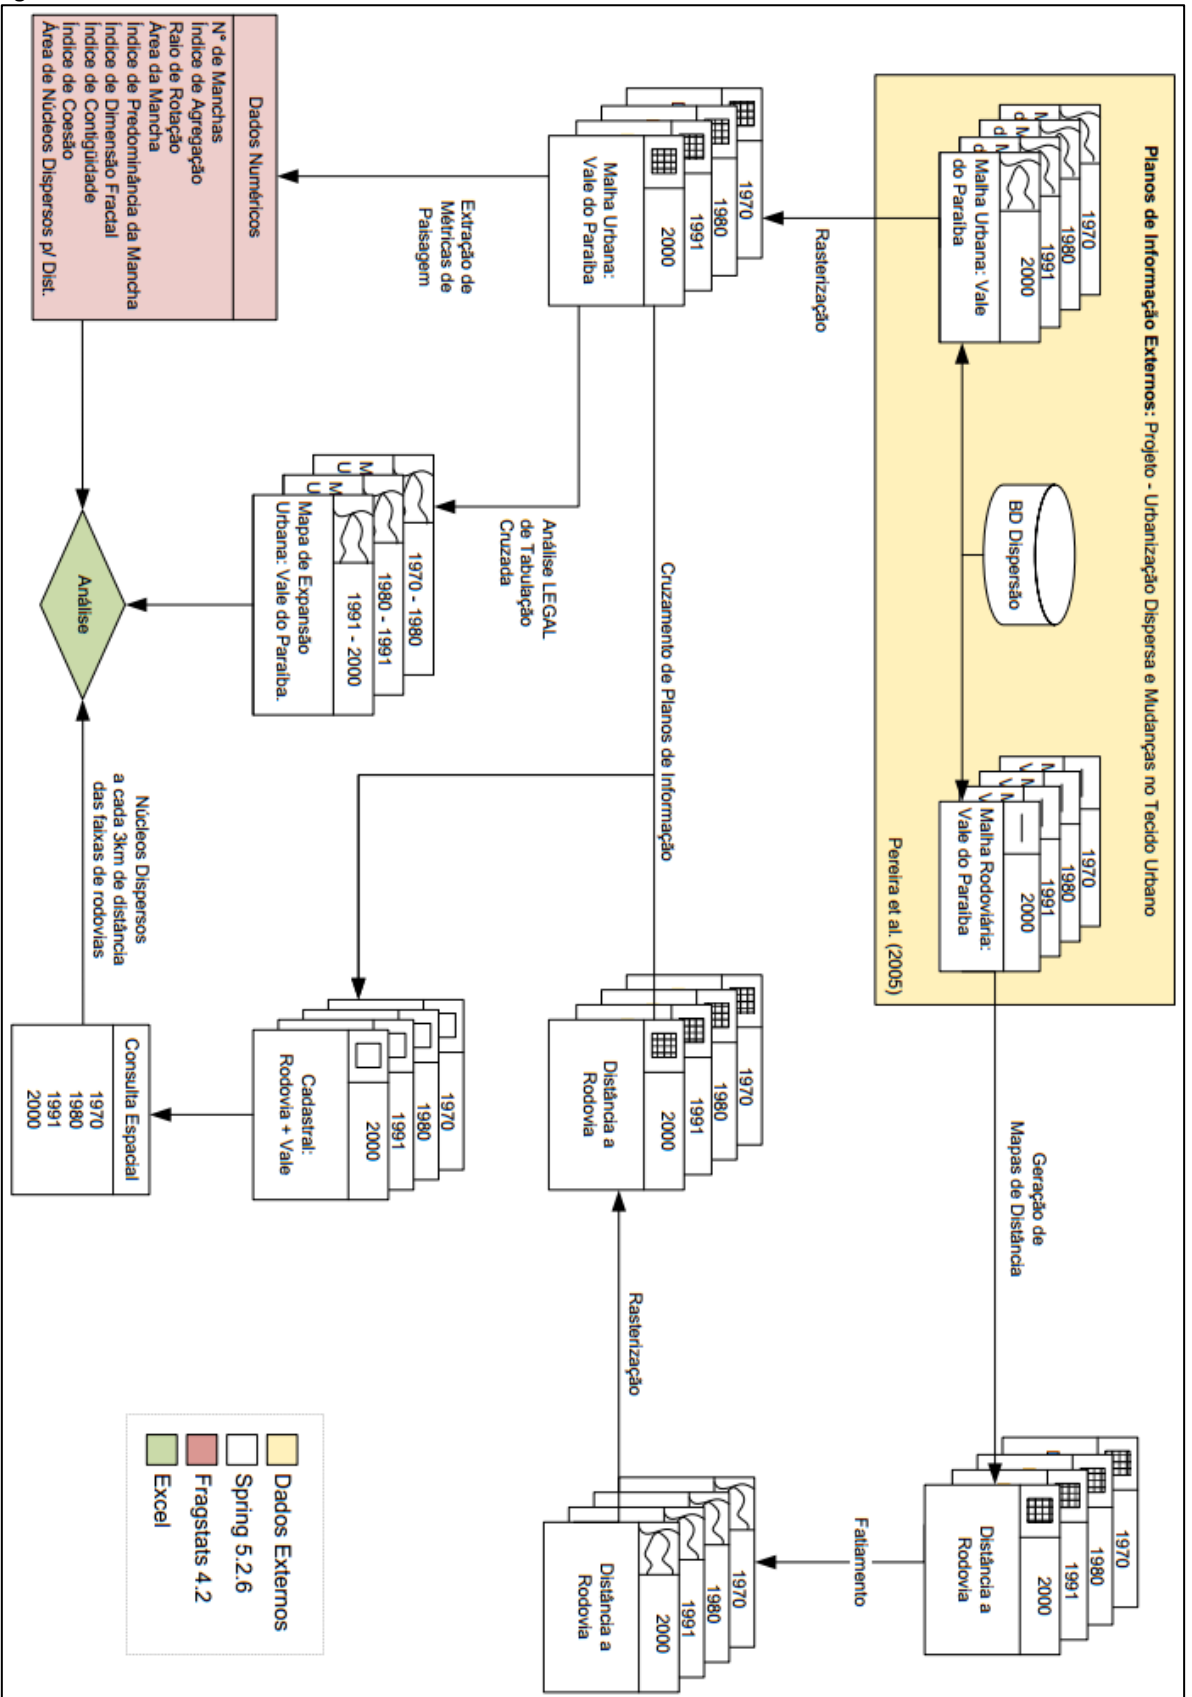 Planos de Informação Externos: Projeto - Urbanização Dispersa e Mudanças no Tecido Urbano
1970
1980
1991
2000
Malha Urbana: Vale
do Paraíba
BD Dispersão
1970
1980
1991
2000
Malha Rodoviária:
Vale do Paraíba
Pereira et al. (2005)
Rasterização
Geração de
Mapas de Distância
1970
1980
1991
2000
Distância a
Rodovia
Fatiamento
1970
1980
1991
2000
Distância a
Rodovia
Rasterização
1970
1980
1991
2000
Distância a
Rodovia
1970
1980
1991
2000
Malha Urbana:
Vale do Paraíba
Cruzamento de Planos de Informação
Extração de
Métricas de
Paisagem
Análise LEGAL
de Tabulação
Cruzada
1970 - 1980
1980 - 1991
1991 - 2000
Mapa de Expansão
Urbana: Vale do Paraíba.
1970
1980
1991
2000
Cadastral:
Rodovia + Vale
Dados Numéricos
N° de Manchas
Índice de Agregação
Raio de Rotação
Área da Mancha
Índice de Predominância da Mancha
Índice de Dimensão Fractal
Índice de Contigüidade
Índice de Coesão
Área de Núcleos Dispersos p/ Dist.
Análise
Núcleos Dispersos
a cada 3km de distância
das faixas de rodovias
Consulta Espacial
1970
1980
1991
2000
Dados Externos
Spring 5.2.6
Fragstats 4.2
Excel